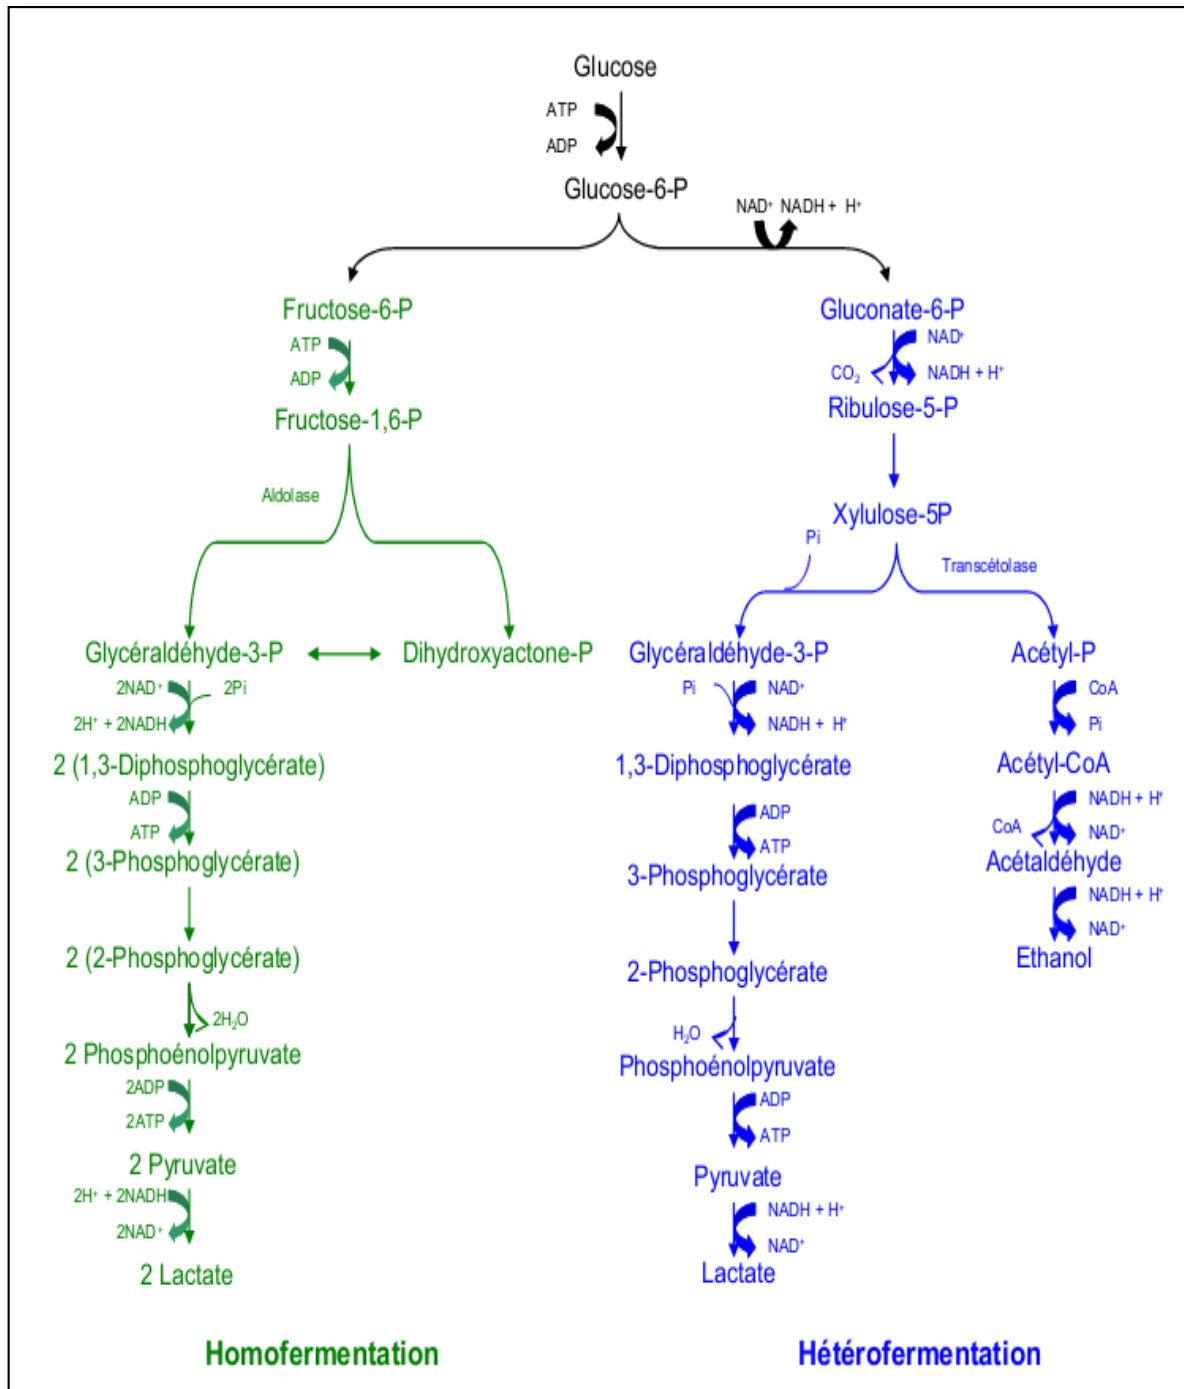 Glucose
ATP
ADP
Glucose-6-P
NAD⁺ NADH + H⁺
Fructose-6-P
ATP
ADP
Fructose-1,6-P
Aldolase
Glycéraldéhyde-3-P
Dihydroxyactone-P
2NAD⁺
2Pi
2H⁺ + 2NADH
2 (1,3-Diphosphoglycérate)
ADP
ATP
2 (3-Phosphoglycérate)
2 (2-Phosphoglycérate)
2H₂O
2 Phosphoénolpyruvate
2ADP
2ATP
2 Pyruvate
2H⁺ + 2NADH
2NAD⁺
2 Lactate
Homofermentation
Gluconate-6-P
NAD⁺
CO₂
NADH + H⁺
Ribulose-5-P
Xylulose-5P
Pi
Transcétolase
Glycéraldéhyde-3-P
Pi
NAD⁺
NADH + H⁺
1,3-Diphosphoglycérate
ADP
ATP
3-Phosphoglycérate
2-Phosphoglycérate
H₂O
Phosphoénolpyruvate
ADP
ATP
Pyruvate
NADH + H⁺
NAD⁺
Lactate
Acétyl-P
CoA
Pi
Acétyl-CoA
NADH + H⁺
CoA
NAD⁺
Acétaldéhyde
NADH + H⁺
NAD⁺
Ethanol
Hétérofermentation